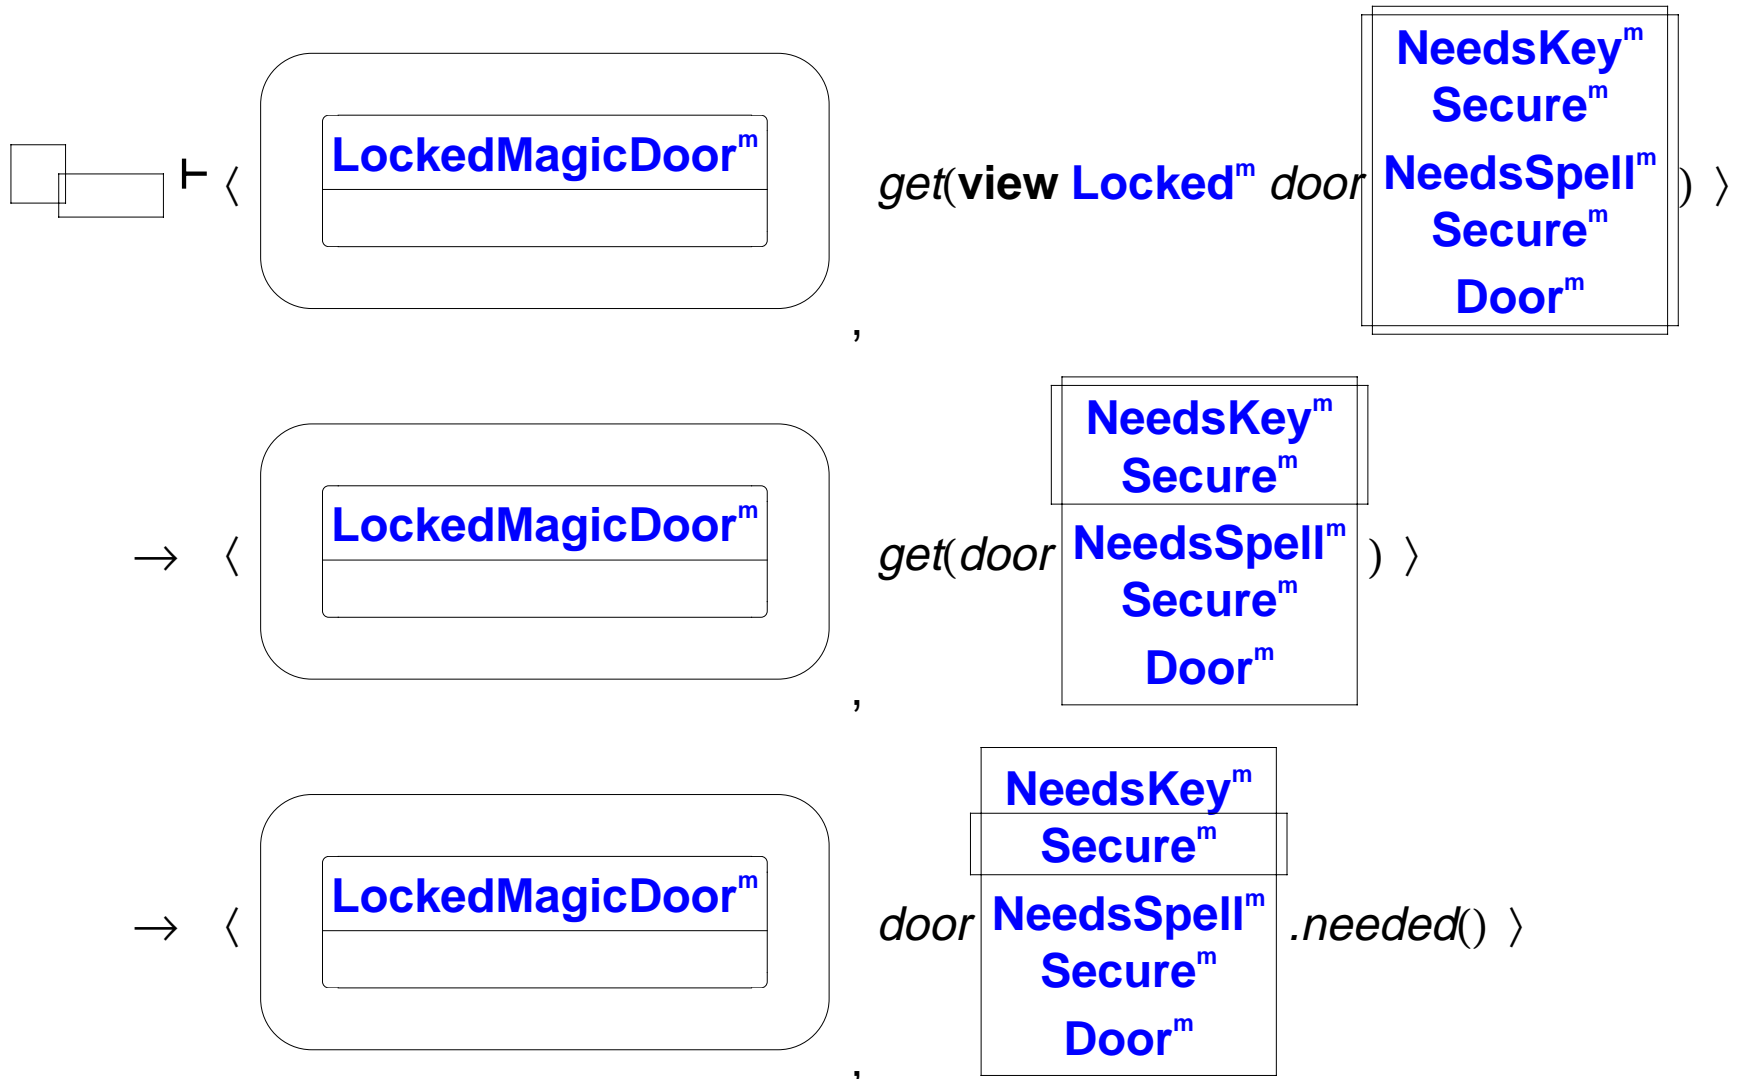 ⊢ ⟨ LockedMagicDoorᵐ , get(view Lockedᵐ door
NeedsKeyᵐ
Secureᵐ
NeedsSpellᵐ
Secureᵐ
Doorᵐ
) ⟩
→ ⟨ LockedMagicDoorᵐ , get(door
NeedsKeyᵐ
Secureᵐ
NeedsSpellᵐ
Secureᵐ
Doorᵐ
) ⟩
→ ⟨ LockedMagicDoorᵐ , door
NeedsKeyᵐ
Secureᵐ
NeedsSpellᵐ
Secureᵐ
Doorᵐ
.needed() ⟩